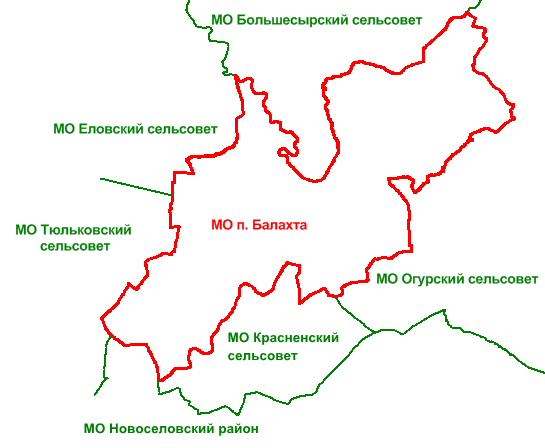 МО Большесырский сельсовет
МО Еловский сельсовет
МО п. Балахта
МО Тюльковский
сельсовет
МО Огурский сельсовет
МО Красненский
сельсовет
МО Новоселовский район